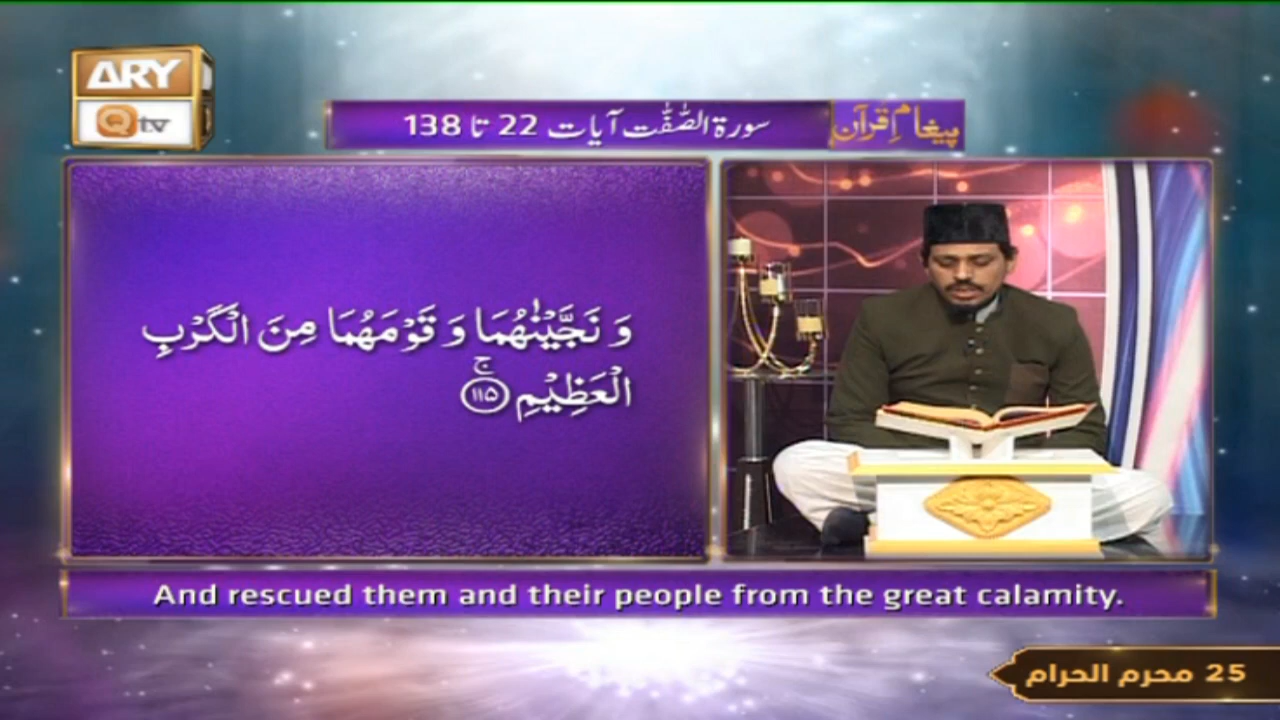 ARY
Qtv
پیغام قرآن
سورۃ الصّٰفّٰت آیات 22 تا 138
وَ نَجَّیْنٰهُمَا وَ قَوْمَهُمَا مِنَ الْكَرْبِ
الْعَظِیْمِۚ ۝۱۱۵
And rescued them and their people from the great calamity.
25 محرم الحرام